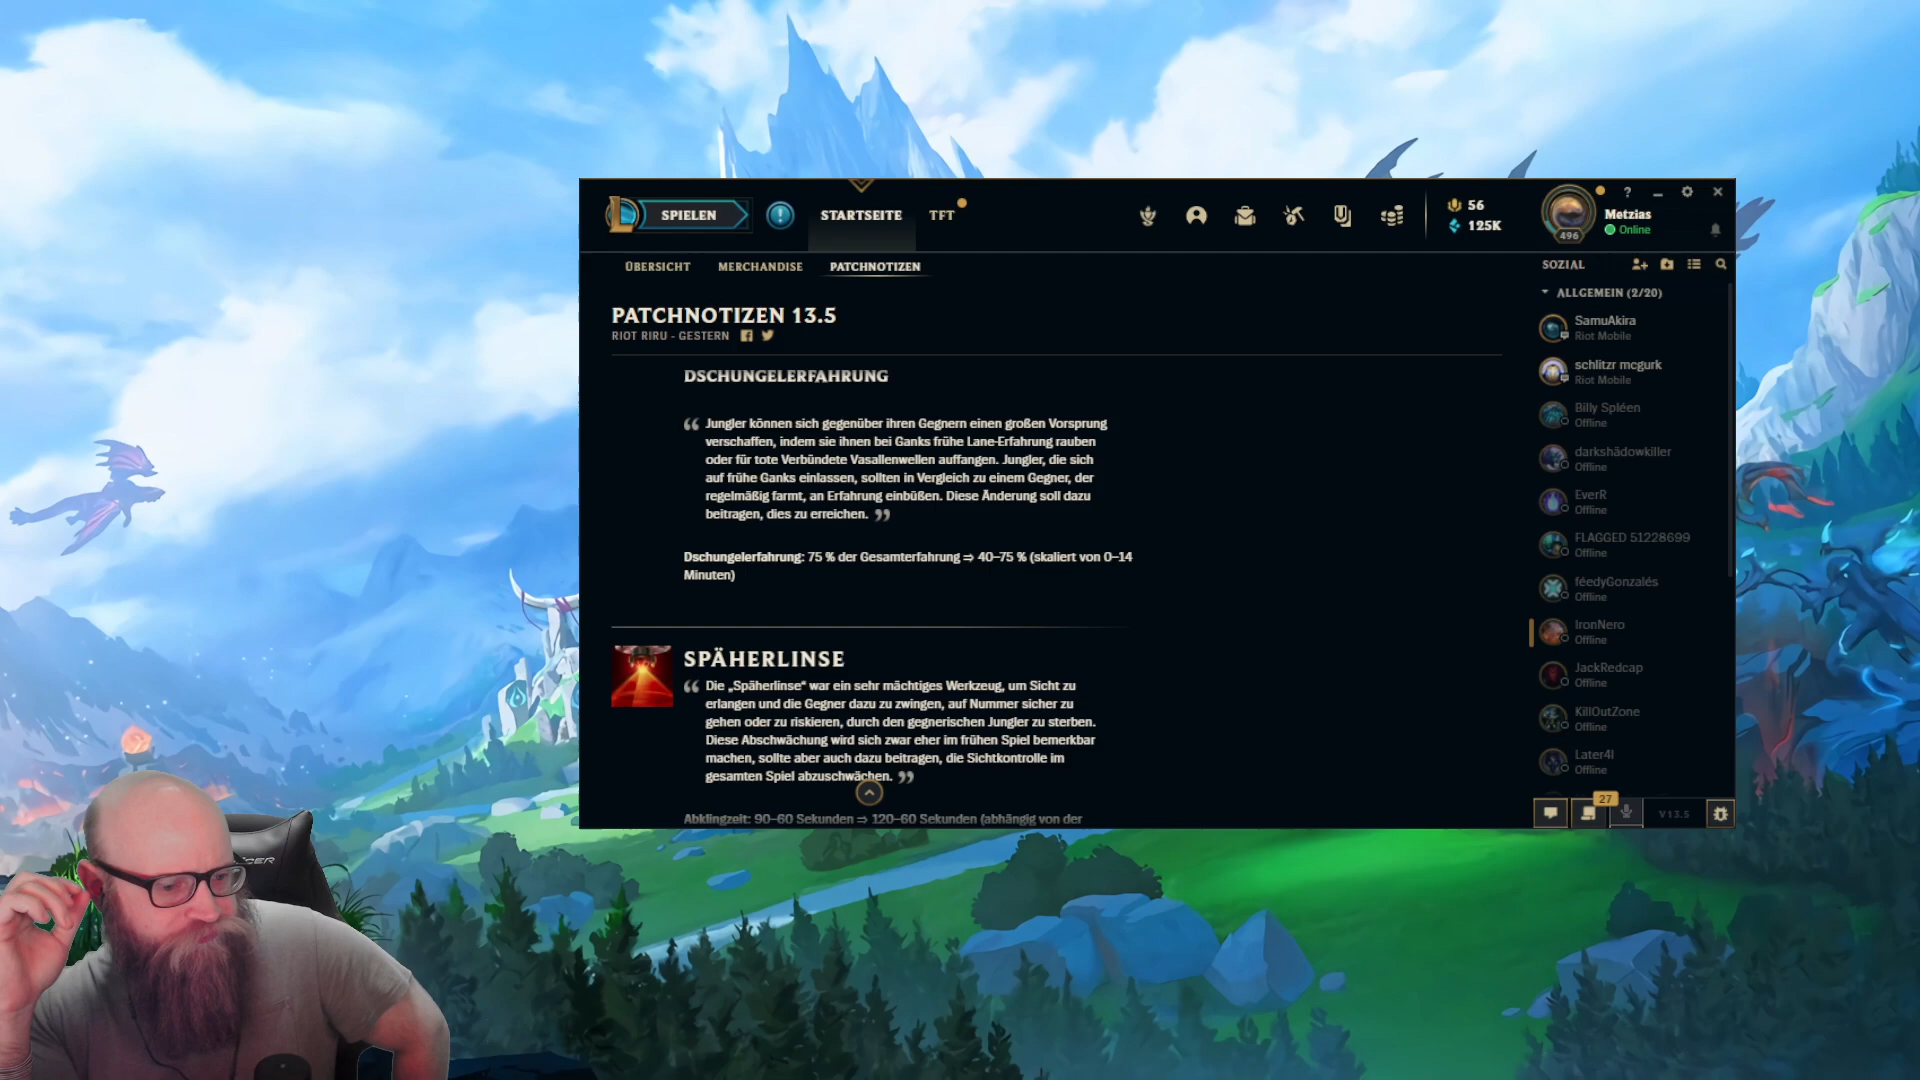 SPIELEN
STARTSEITE
TFT
56
125K
?
496
Metzias
Online
ÜBERSICHT
MERCHANDISE
PATCHNOTIZEN
PATCHNOTIZEN 13.5
RIOT RIRU - GESTERN
DSCHUNGELERFAHRUNG
“ Jungler können sich gegenüber ihren Gegnern einen großen Vorsprung
verschaffen, indem sie ihnen bei Ganks frühe Lane-Erfahrung rauben
oder für tote Verbündete Vasallenwellen auffangen. Jungler, die sich
auf frühe Ganks einlassen, sollten in Vergleich zu einem Gegner, der
regelmäßig farmt, an Erfahrung einbüßen. Diese Änderung soll dazu
beitragen, dies zu erreichen. ”
Dschungelerfahrung: 75 % der Gesamterfahrung ⇒ 40–75 % (skaliert von 0–14
Minuten)
SPÄHERLINSE
“ Die „Späherlinse“ war ein sehr mächtiges Werkzeug, um Sicht zu
erlangen und die Gegner dazu zu zwingen, auf Nummer sicher zu
gehen oder zu riskieren, durch den gegnerischen Jungler zu sterben.
Diese Abschwächung wird sich zwar eher im frühen Spiel bemerkbar
machen, sollte aber auch dazu beitragen, die Sichtkontrolle im
gesamten Spiel abzuschwächen. ”
Abklingzeit: 90–60 Sekunden ⇒ 120–60 Sekunden (abhängig von der
SOZIAL
ALLGEMEIN (2/20)
SamuAkira
Riot Mobile
schlitzr mcgurk
Riot Mobile
Billy Spléen
Offline
darkshädowkiller
Offline
EverR
Offline
FLAGGED 51228699
Offline
féedyGonzalés
Offline
IronNero
Offline
JackRedcap
Offline
KillOutZone
Offline
Offline
27
V13.5